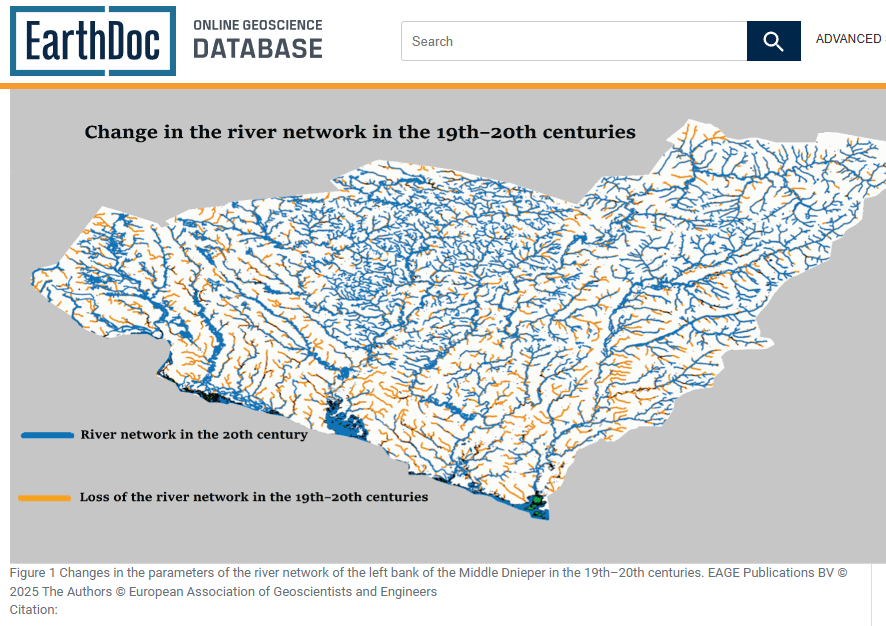 EarthDoc
ONLINE GEOSCIENCE
DATABASE
Search
ADVANCED
Change in the river network in the 19th–20th centuries
River network in the 20th century
Loss of the river network in the 19th–20th centuries
Figure 1 Changes in the parameters of the river network of the left bank of the Middle Dnieper in the 19th–20th centuries. EAGE Publications BV ©
2025 The Authors © European Association of Geoscientists and Engineers
Citation: